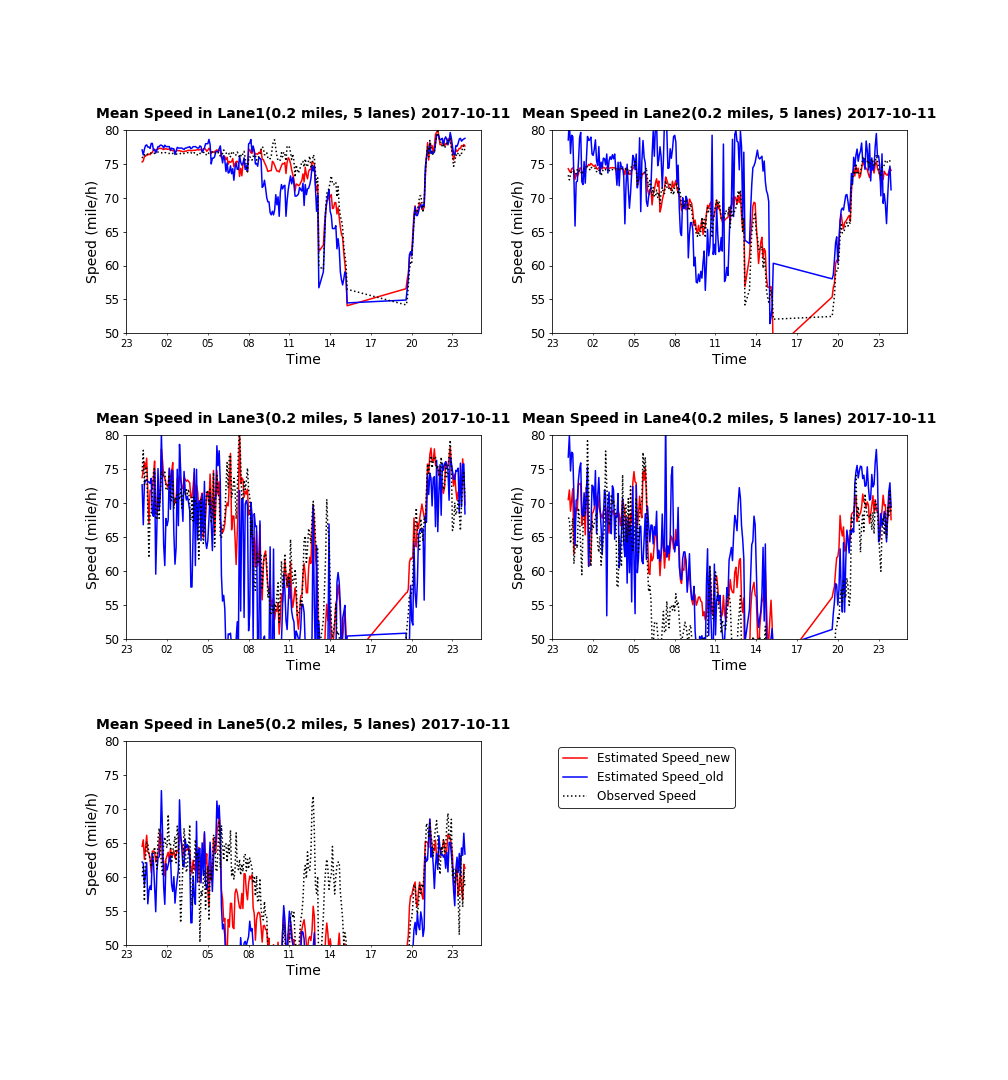 Mean Speed in Lane1(0.2 miles, 5 lanes) 2017-10-11
80
75
70
65
60
55
50
Speed (mile/h)
23 02 05 08 11 14 17 20 23
Time
Mean Speed in Lane2(0.2 miles, 5 lanes) 2017-10-11
80
75
70
65
60
55
50
Speed (mile/h)
23 02 05 08 11 14 17 20 23
Time
Mean Speed in Lane3(0.2 miles, 5 lanes) 2017-10-11
80
75
70
65
60
55
50
Speed (mile/h)
23 02 05 08 11 14 17 20 23
Time
Mean Speed in Lane4(0.2 miles, 5 lanes) 2017-10-11
80
75
70
65
60
55
50
Speed (mile/h)
23 02 05 08 11 14 17 20 23
Time
Mean Speed in Lane5(0.2 miles, 5 lanes) 2017-10-11
80
75
70
65
60
55
50
Speed (mile/h)
23 02 05 08 11 14 17 20 23
Time
Estimated Speed_new
Estimated Speed_old
Observed Speed